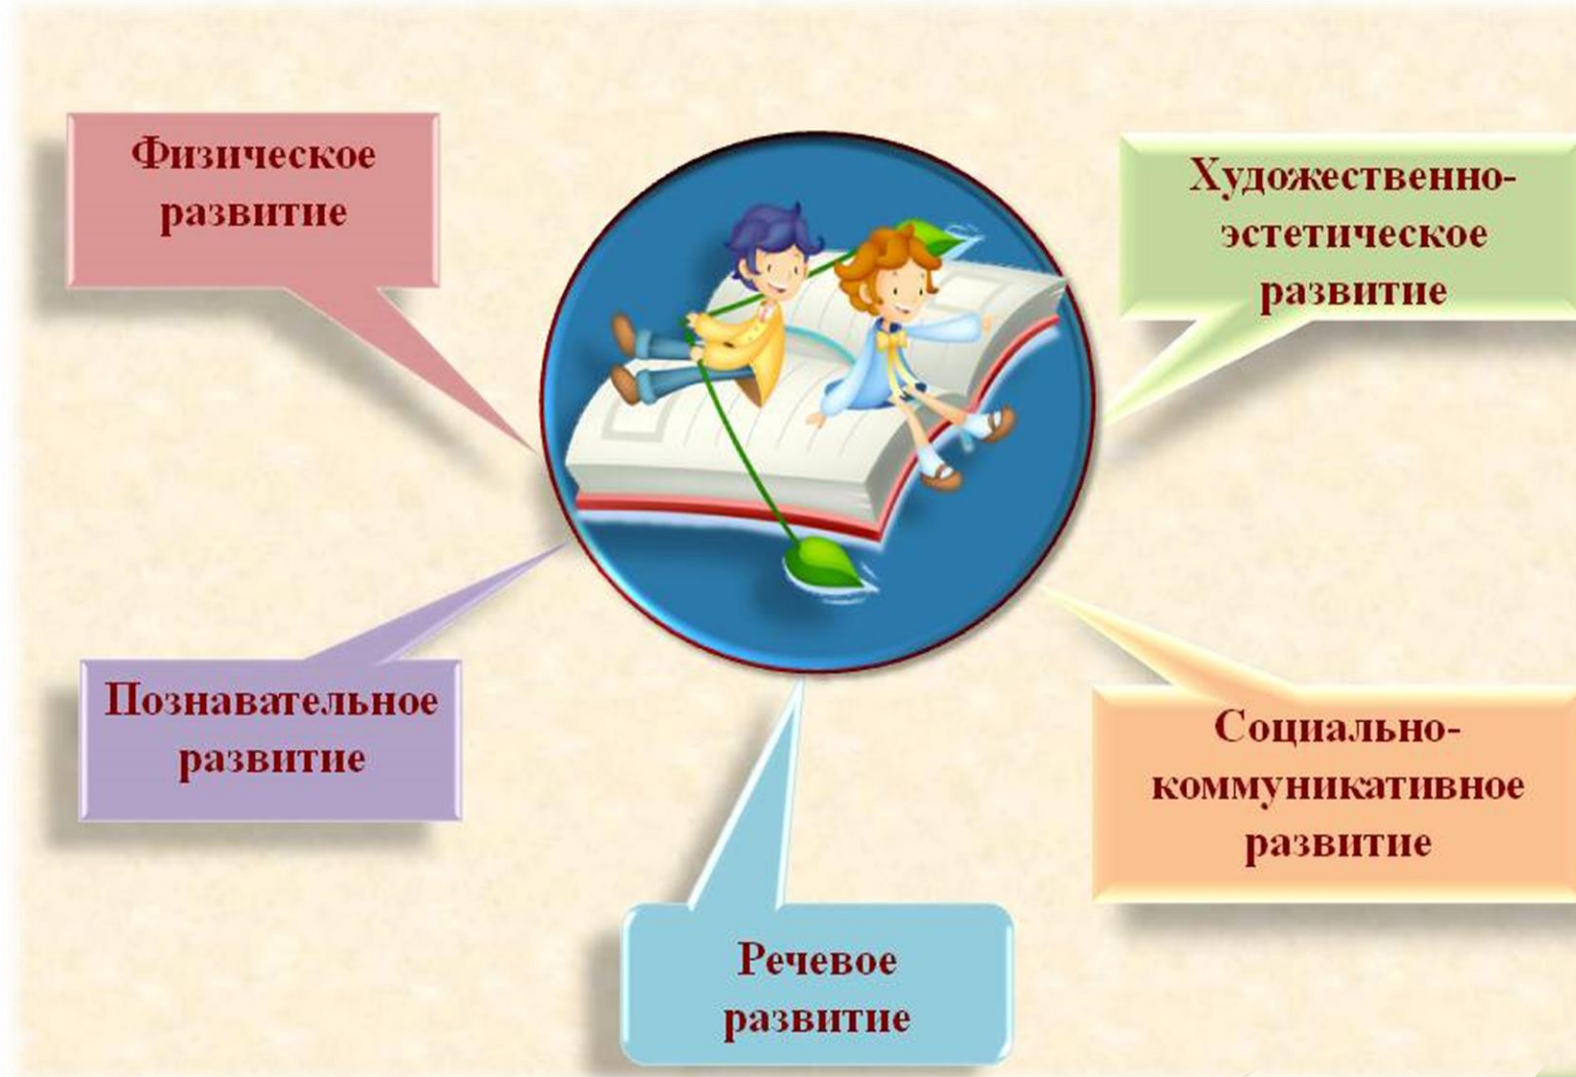 Физическое
развитие
Художественно-
эстетическое
развитие
Познавательное
развитие
Социально-
коммуникативное
развитие
Речевое
развитие